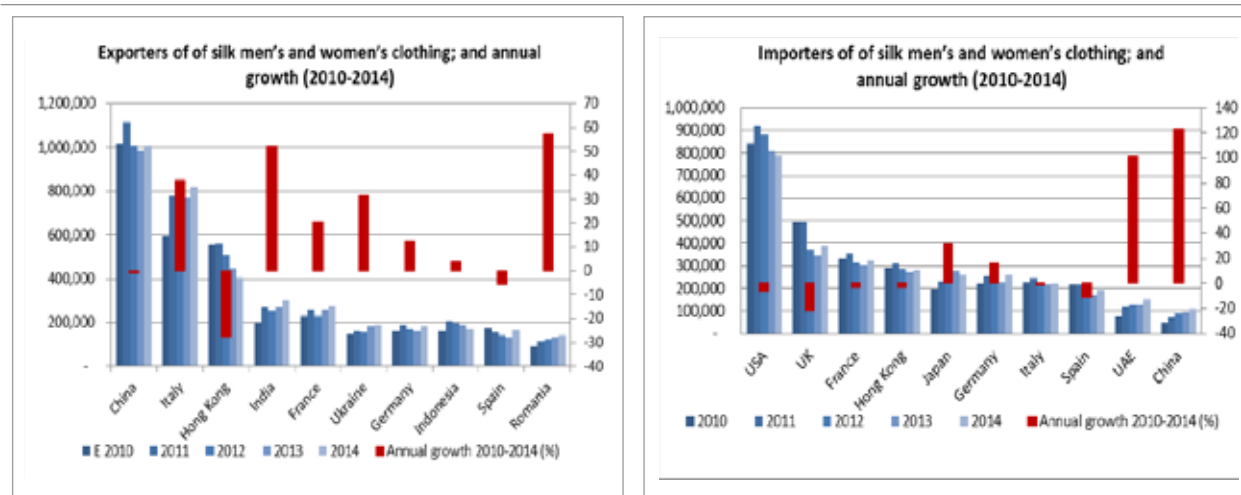 Exporters of of silk men's and women's clothing; and annual
growth (2010-2014)
1,200,000
1,000,000
800,000
600,000
400,000
200,000
-
70
60
50
40
30
20
10
0
-10
-20
-30
-40
China
Italy
Hong Kong
India
France
Ukraine
Germany
Indonesia
Spain
Romania
E 2010 2011 2012 2013 2014 Annual growth 2010-2014 (%)
Importers of of silk men's and women's clothing; and
annual growth (2010-2014)
1,000,000
900,000
800,000
700,000
600,000
500,000
400,000
300,000
200,000
100,000
-
140
120
100
80
60
40
20
0
-20
-40
USA
UK
France
Hong Kong
Japan
Germany
Italy
Spain
UAE
China
2010 2011 2012 2013 2014 Annual growth 2010-2014 (%)